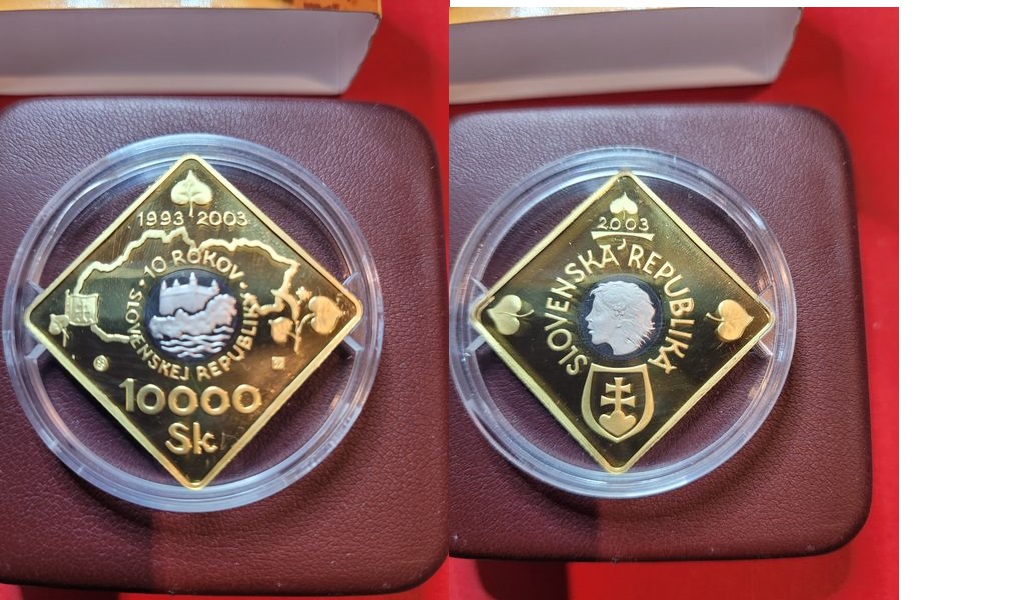 1993 2003
· 10 ROKOV ·
SLOVENSKEJ REPUBLIKY
10000
Sk
2003
SLOVENSKÁ REPUBLIKA